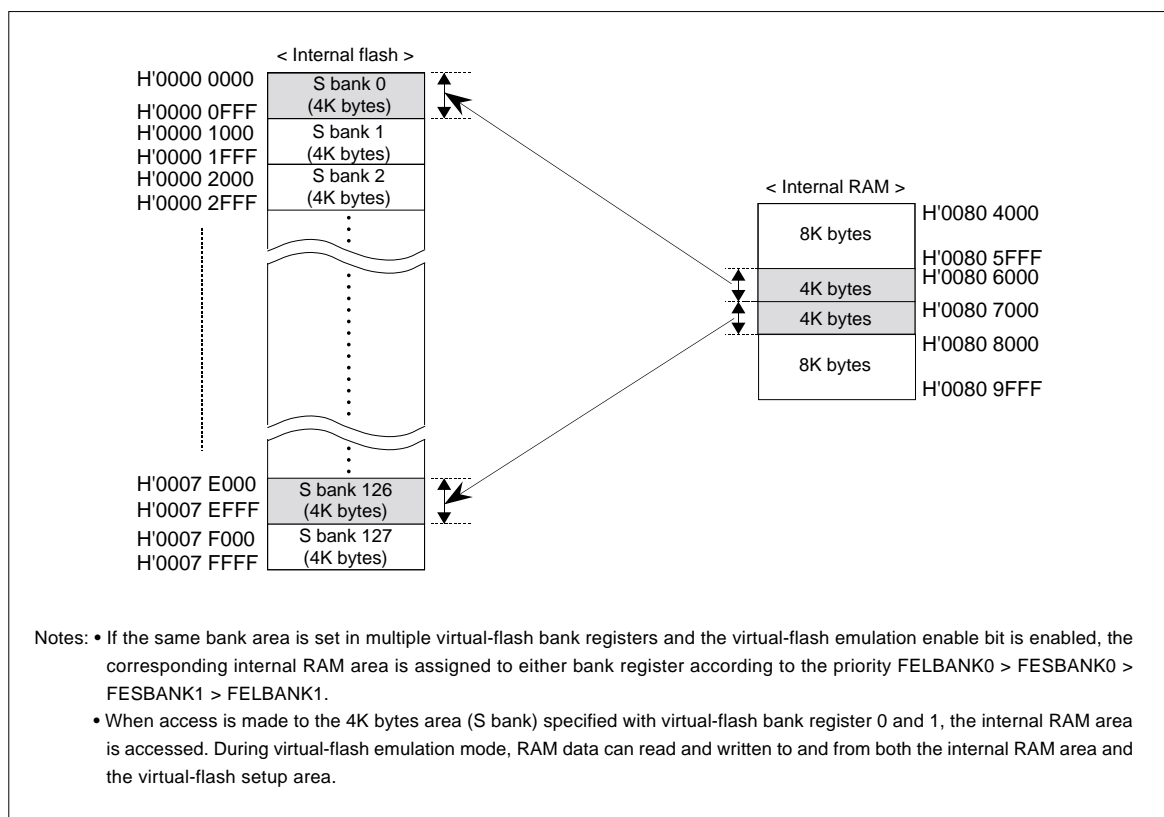 < Internal flash >
H'0000 0000
S bank 0
(4K bytes)
H'0000 0FFF
H'0000 1000
S bank 1
(4K bytes)
H'0000 1FFF
H'0000 2000
S bank 2
(4K bytes)
H'0000 2FFF
H'0007 E000
S bank 126
(4K bytes)
H'0007 EFFF
H'0007 F000
S bank 127
(4K bytes)
H'0007 FFFF
< Internal RAM >
H'0080 4000
8K bytes
H'0080 5FFF
H'0080 6000
4K bytes
H'0080 7000
4K bytes
H'0080 8000
8K bytes
H'0080 9FFF
Notes: • If the same bank area is set in multiple virtual-flash bank registers and the virtual-flash emulation enable bit is enabled, the
corresponding internal RAM area is assigned to either bank register according to the priority FELBANK0 > FESBANK0 >
FESBANK1 > FELBANK1.
• When access is made to the 4K bytes area (S bank) specified with virtual-flash bank register 0 and 1, the internal RAM area
is accessed. During virtual-flash emulation mode, RAM data can read and written to and from both the internal RAM area and
the virtual-flash setup area.